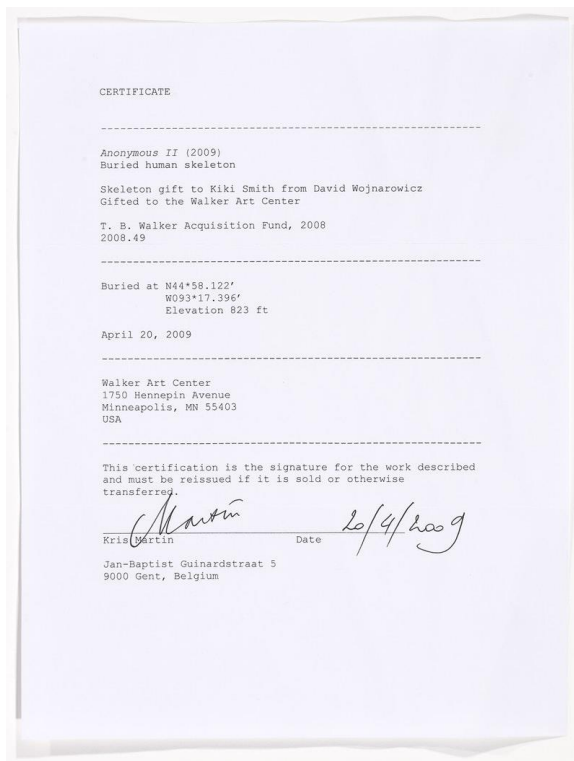 CERTIFICATE
-----------------------------------------------------------
Anonymous II (2009)
Buried human skeleton
Skeleton gift to Kiki Smith from David Wojnarowicz
Gifted to the Walker Art Center
T. B. Walker Acquisition Fund, 2008
2008.49
-----------------------------------------------------------
Buried at N44*58.122′
W093*17.396′
Elevation 823 ft
April 20, 2009
-----------------------------------------------------------
Walker Art Center
1750 Hennepin Avenue
Minneapolis, MN 55403
USA
-----------------------------------------------------------
This certification is the signature for the work described
and must be reissued if it is sold or otherwise
transferred.
Martin 20/4/2009
Kris Martin Date
Jan-Baptist Guinardstraat 5
9000 Gent, Belgium